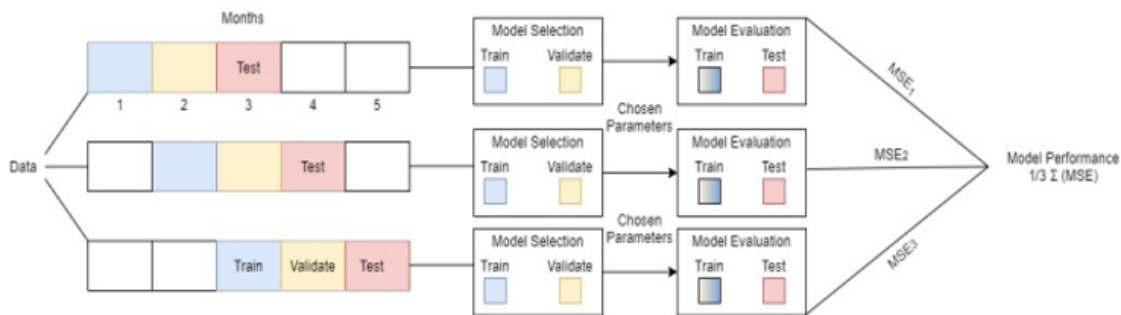 Months
Model Selection
Model Evaluation
Train Validate
Train Test
Test
1 2 3 4 5
MSE1
Chosen
Parameters
Data
Model Selection
Model Evaluation
Test
Train Validate
Train Test
MSE2
Model Performance
1/3 Σ (MSE)
Chosen
Parameters
Model Selection
Model Evaluation
Train Validate Test
Train Validate
Train Test
MSE3